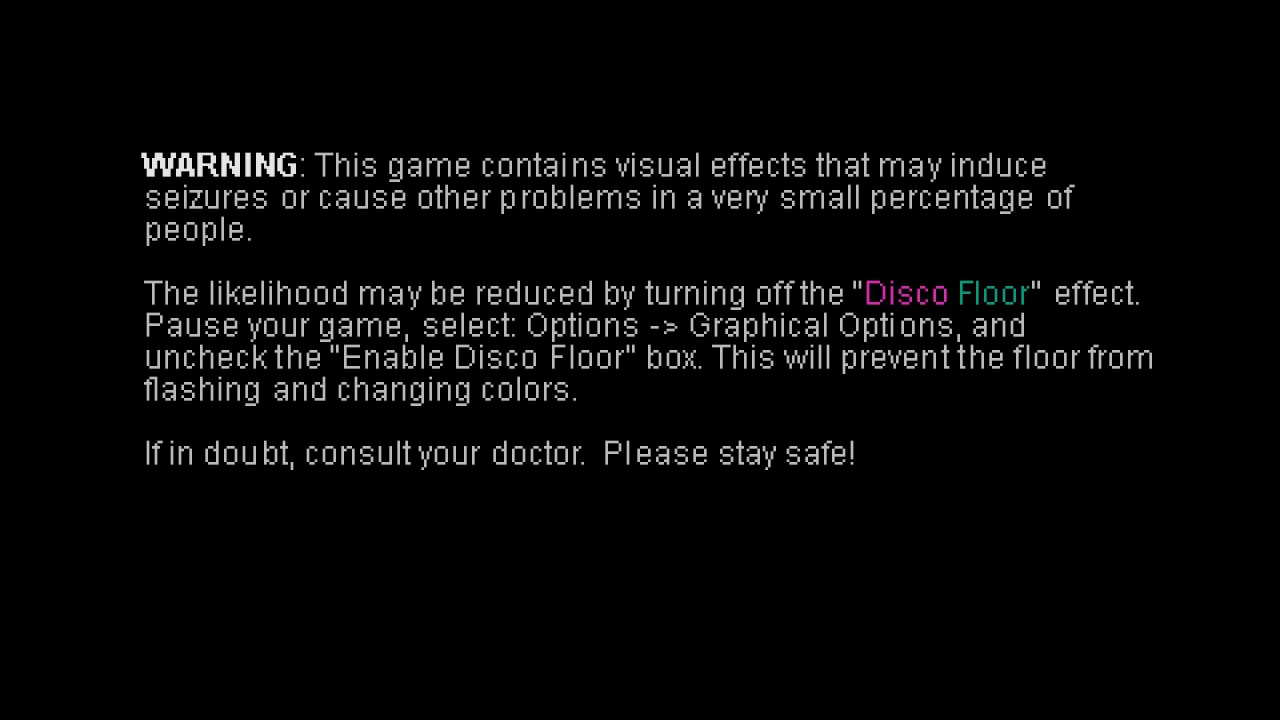 WARNING: This game contains visual effects that may induce
seizures or cause other problems in a very small percentage of
people.
The likelihood may be reduced by turning off the "Disco Floor" effect.
Pause your game, select: Options -> Graphical Options, and
uncheck the "Enable Disco Floor" box. This will prevent the floor from
flashing and changing colors.
If in doubt, consult your doctor.  Please stay safe!